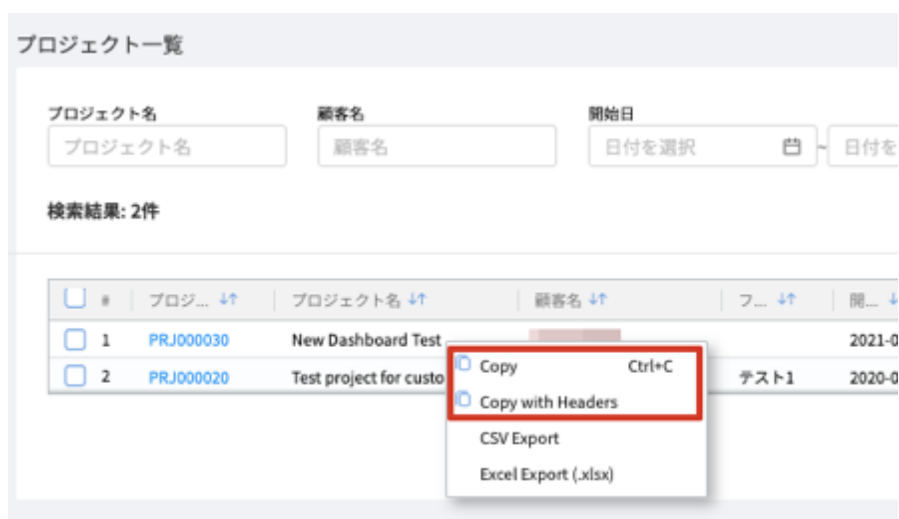 プロジェクト一覧
プロジェクト名 顧客名 開始日
プロジェクト名 顧客名 日付を選択 ~ 日付を
検索結果: 2件
# プロジ... プロジェクト名 顧客名 フ... 開...
1 PRJ000030 New Dashboard Test 2021-0
2 PRJ000020 Test project for custo テスト1 2020-0
Copy Ctrl+C
Copy with Headers
CSV Export
Excel Export (.xlsx)